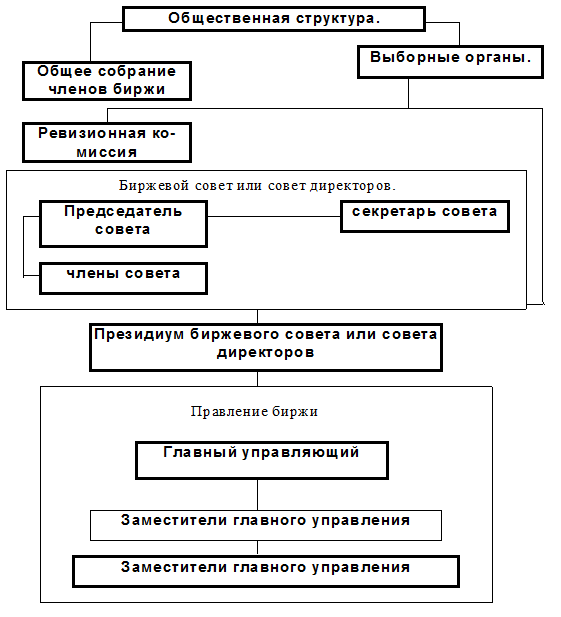 Общественная структура.
Общее собрание
членов биржи
Выборные органы.
Ревизионная ко-
миссия
Биржевой совет или совет директоров.
Председатель
совета
секретарь совета
члены совета
Президиум биржевого совета или совета
директоров
Правление биржи
Главный управляющий
Заместители главного управления
Заместители главного управления